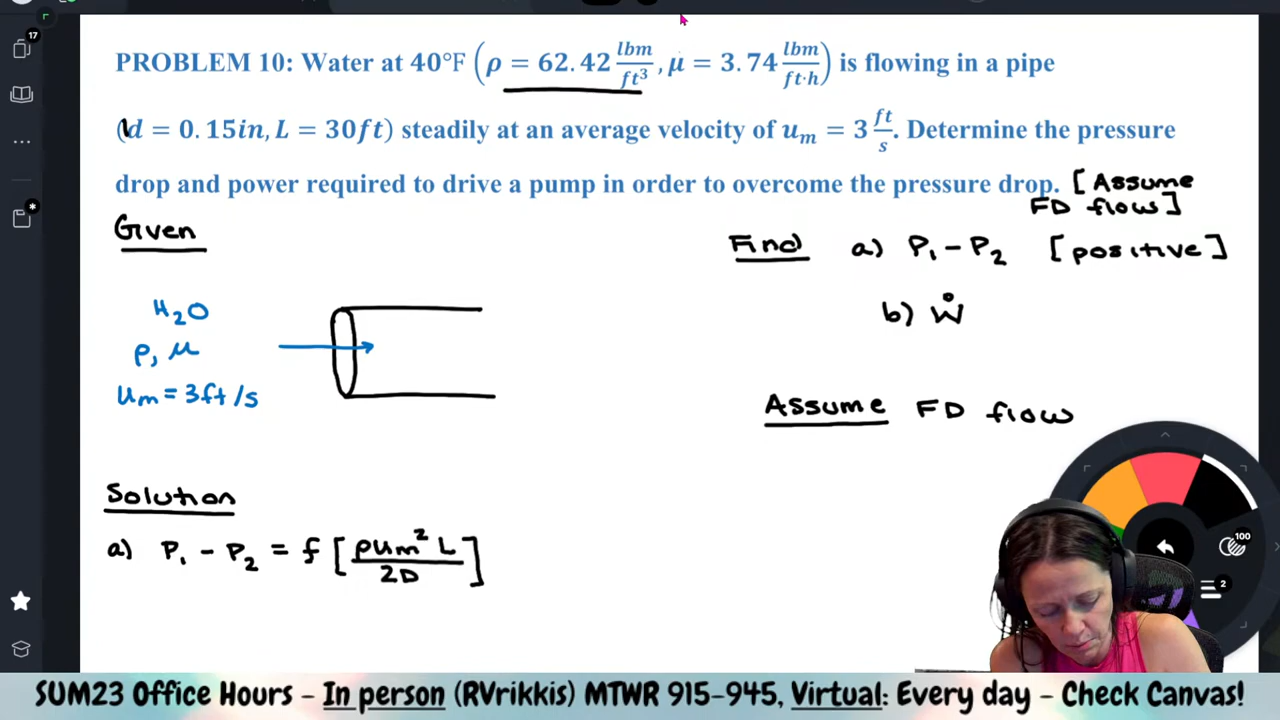 PROBLEM 10: Water at 40°F (ρ = 62.42 lbm/ft³, μ = 3.74 lbm/ft·h) is flowing in a pipe
(d = 0.15in, L = 30ft) steadily at an average velocity of u_m = 3 ft/s. Determine the pressure
drop and power required to drive a pump in order to overcome the pressure drop. [Assume
FD flow]
Given
Find a) P₁ - P₂ [positive]
b) Ẇ
H₂O
ρ, μ
u_m = 3ft/s
Assume FD flow
Solution
a) P₁ - P₂ = f [ρu_m² L / 2D]
17
100
2
SUM23 Office Hours - In person (RVrikkis) MTWR 915-945, Virtual: Every day - Check Canvas!